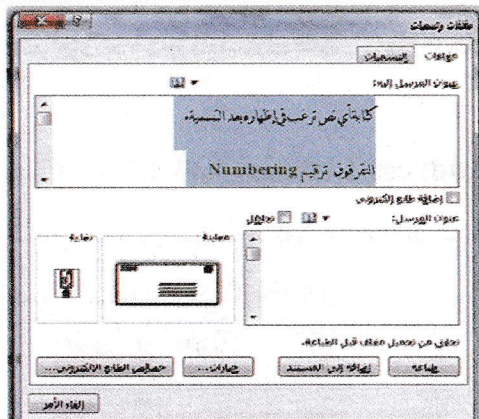 مغلفات وتسميات
مغلفات
التسميات
عنوان المرسل إليه:
كتابة أي نص ترغب في إظهاره بعد التسمية.
النقر فوق ترقيم Numbering
إضافة طابع إلكتروني
عنوان المرسل:
تجاهل
معاينة
تغذية
تحقق من تحميل مغلف قبل الطباعة.
طباعة
إضافة إلى المستند
خيارات...
خصائص الطابع الإلكتروني...
إلغاء الأمر